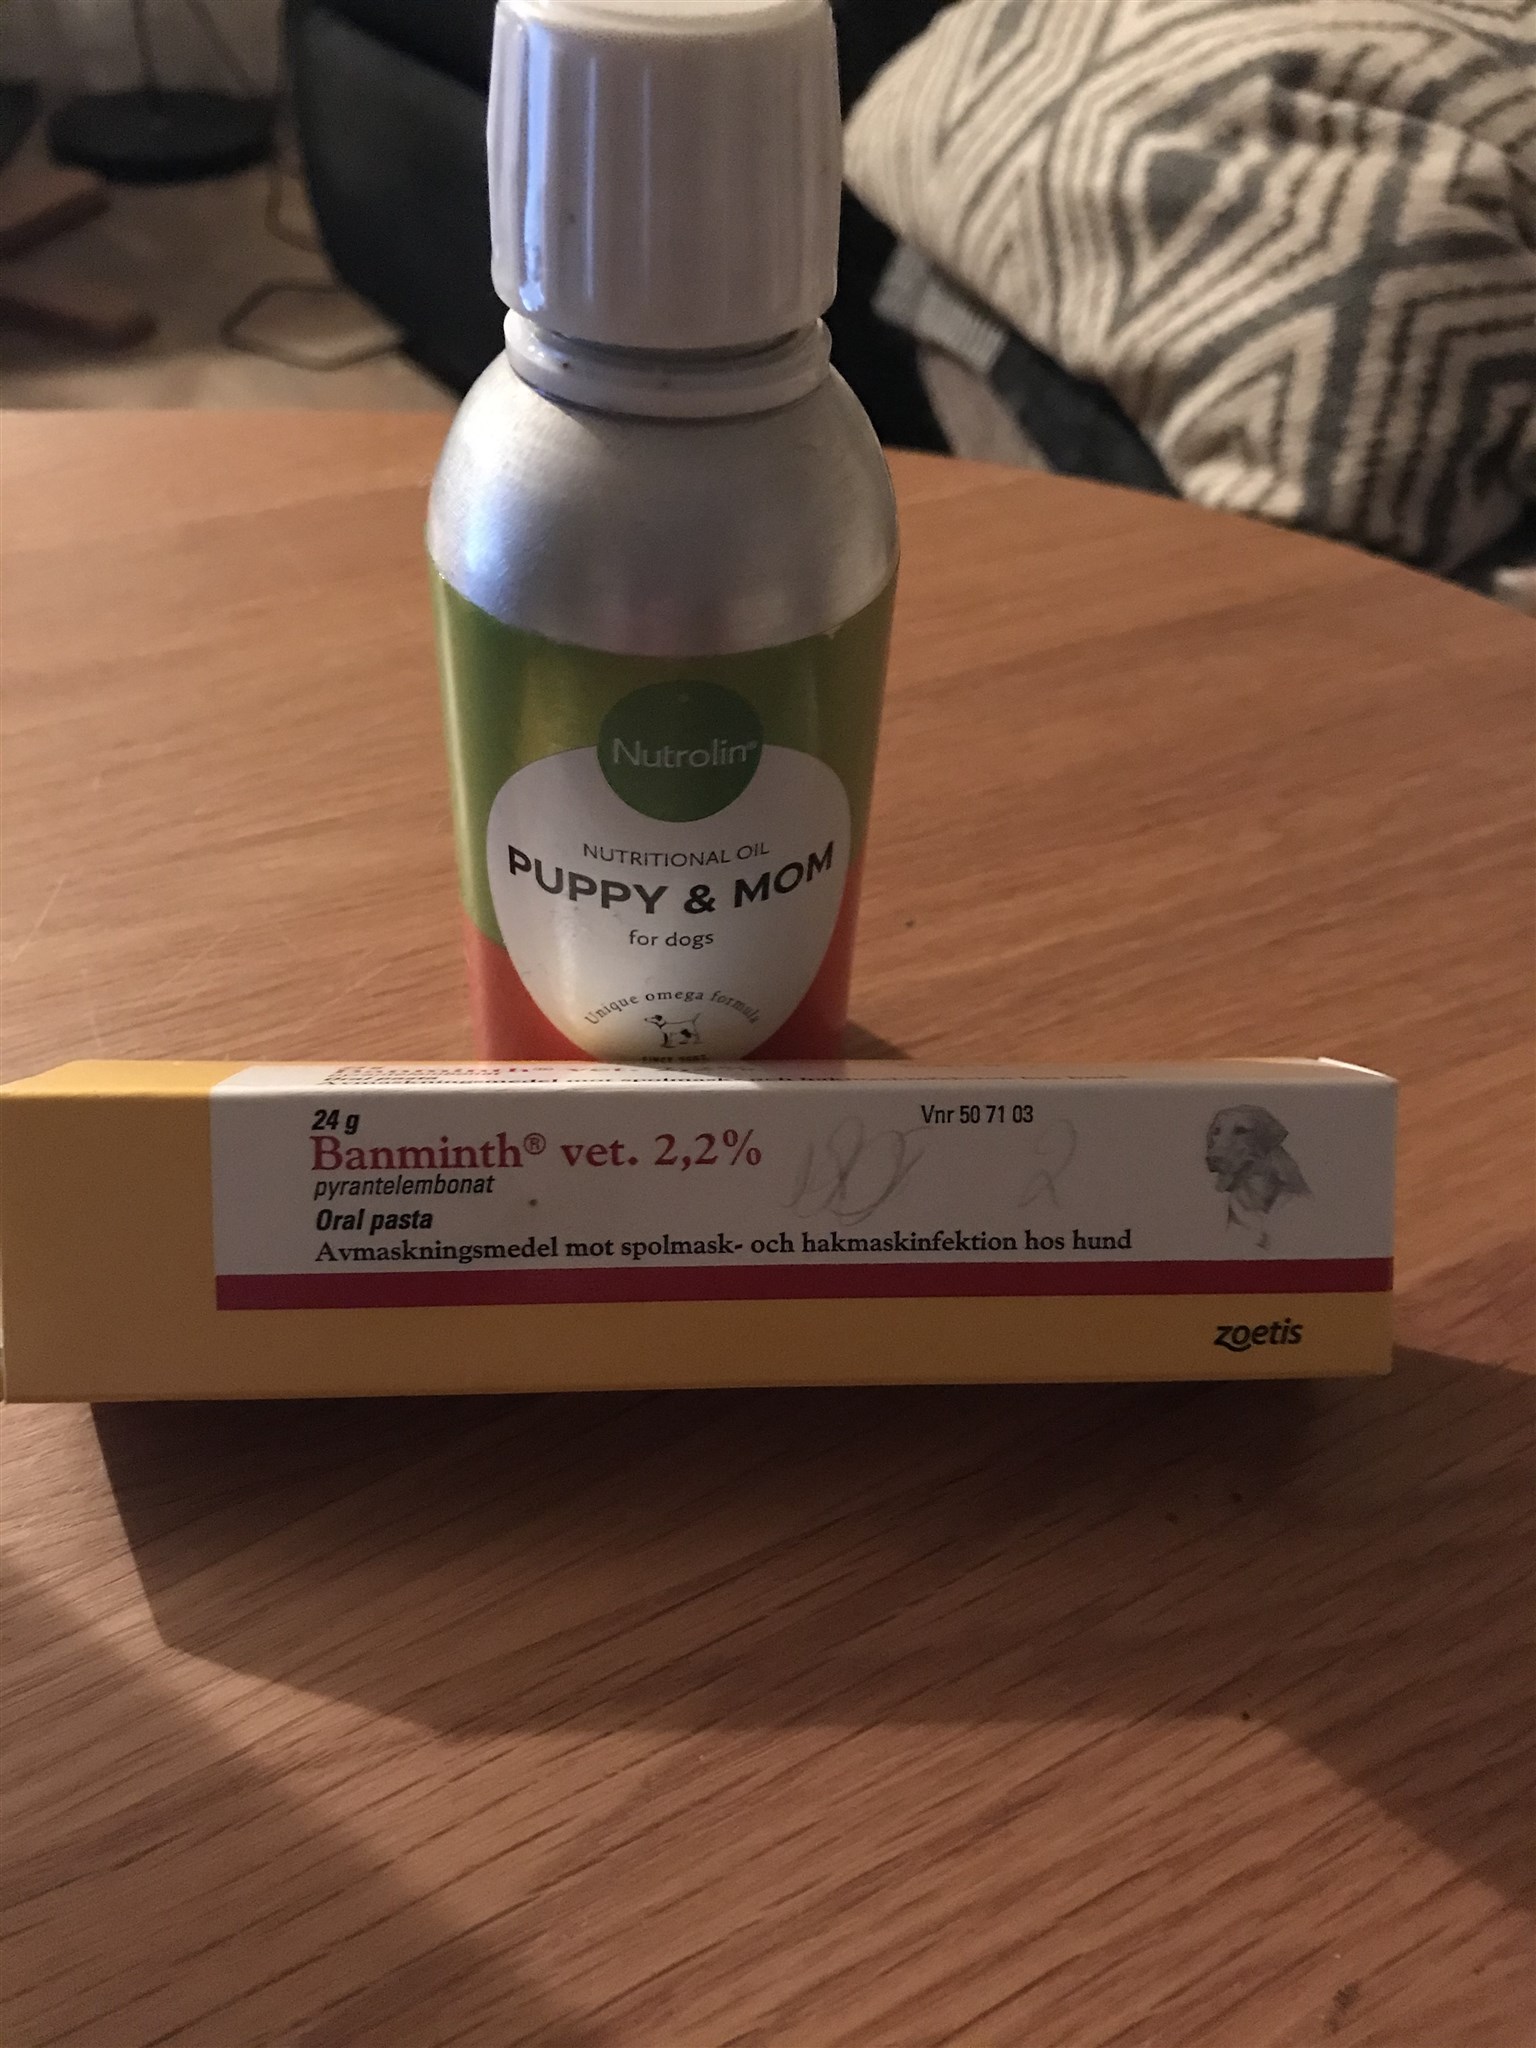 Nutrolin®
NUTRITIONAL OIL
PUPPY & MOM
for dogs
Unique omega formula
24 g
Vnr 50 71 03
Banminth® vet. 2,2%
pyrantelembonat
Oral pasta
Avmaskningsmedel mot spolmask- och hakmaskinfektion hos hund
zoetis